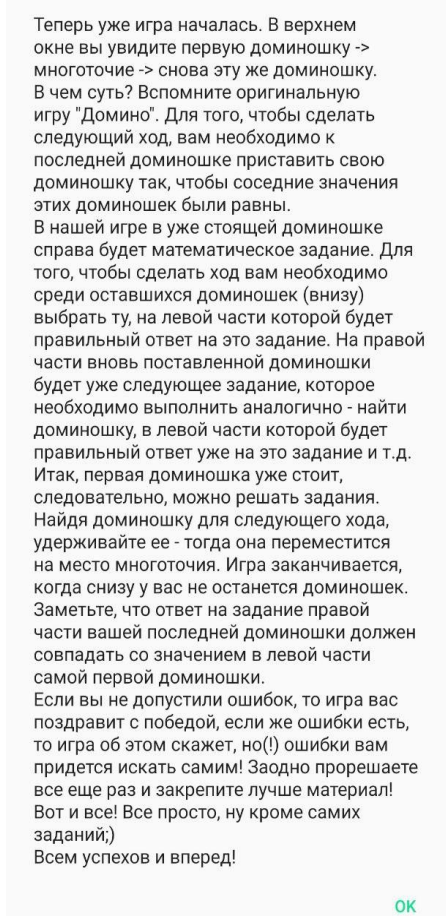 Теперь уже игра началась. В верхнем
окне вы увидите первую доминошку ->
многоточие -> снова эту же доминошку.
В чем суть? Вспомните оригинальную
игру "Домино". Для того, чтобы сделать
следующий ход, вам необходимо к
последней доминошке приставить свою
доминошку так, чтобы соседние значения
этих доминошек были равны.
В нашей игре в уже стоящей доминошке
справа будет математическое задание. Для
того, чтобы сделать ход вам необходимо
среди оставшихся доминошек (внизу)
выбрать ту, на левой части которой будет
правильный ответ на это задание. На правой
части вновь поставленной доминошки
будет уже следующее задание, которое
необходимо выполнить аналогично - найти
доминошку, в левой части которой будет
правильный ответ уже на это задание и т.д.
Итак, первая доминошка уже стоит,
следовательно, можно решать задания.
Найдя доминошку для следующего хода,
удерживайте ее - тогда она переместится
на место многоточия. Игра заканчивается,
когда снизу у вас не останется доминошек.
Заметьте, что ответ на задание правой
части вашей последней доминошки должен
совпадать со значением в левой части
самой первой доминошки.
Если вы не допустили ошибок, то игра вас
поздравит с победой, если же ошибки есть,
то игра об этом скажет, но(!) ошибки вам
придется искать самим! Заодно прорешаете
все еще раз и закрепите лучше материал!
Вот и все! Все просто, ну кроме самих
заданий;)
Всем успехов и вперед!
OK